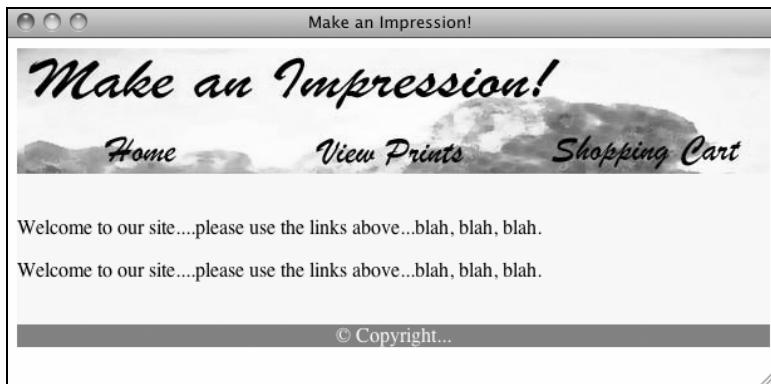 Make an Impression!
Make an Impression!
Home View Prints Shopping Cart
Welcome to our site....please use the links above...blah, blah, blah.
Welcome to our site....please use the links above...blah, blah, blah.
© Copyright...